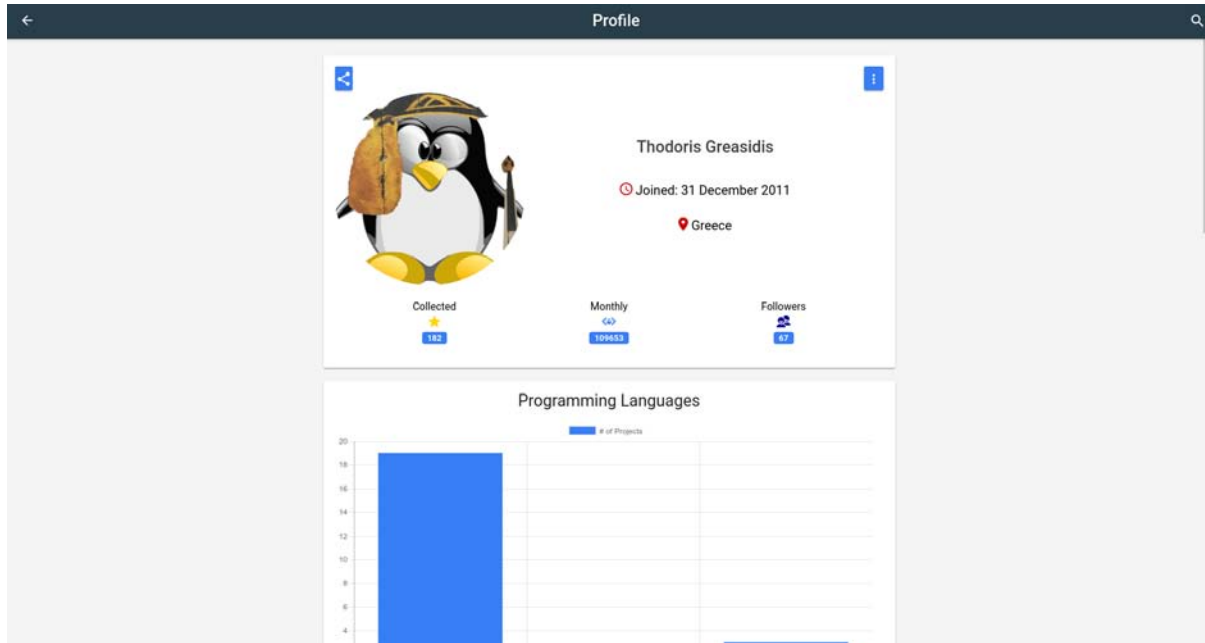 Profile
Thodoris Greasidis
Joined: 31 December 2011
Greece
Collected Monthly Followers
182 109653 67
Programming Languages
# of Projects
20
18
16
14
12
10
8
6
4